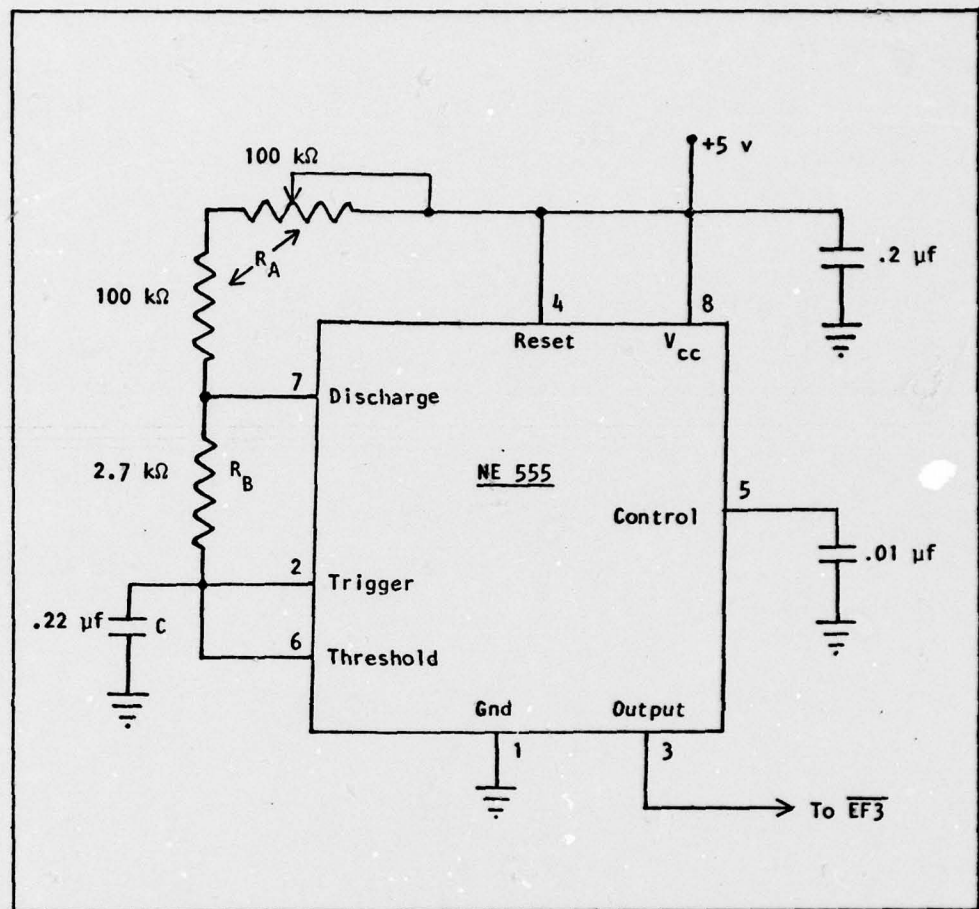 100 kΩ
+5 v
R_A
.2 µf
100 kΩ
4
8
Reset
V_cc
7
Discharge
2.7 kΩ
R_B
NE 555
5
Control
.01 µf
2
Trigger
.22 µf
C
6
Threshold
Gnd
Output
1
3
To E̅F̅3̅